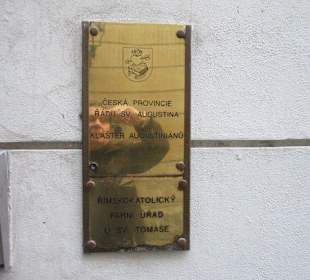 ČESKÁ PROVINCIE
ŘÁDU SV. AUGUSTINA
KLÁŠTER AUGUSTINIÁNŮ
ŘÍMSKOKATOLICKÝ
FARNÍ ÚŘAD
U SV. TOMÁŠE